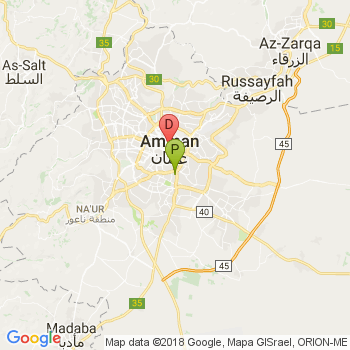 35
30
Az-Zarqa
الزرقاء
15
As-Salt
السلط
30
Russayfah
الرصيفة
D
Amman
عمان
P
45
NA'UR
منطقة ناعور
40
45
35
Madaba
مادبا
Google
Map data ©2018 Google, Mapa GISrael, ORION-ME